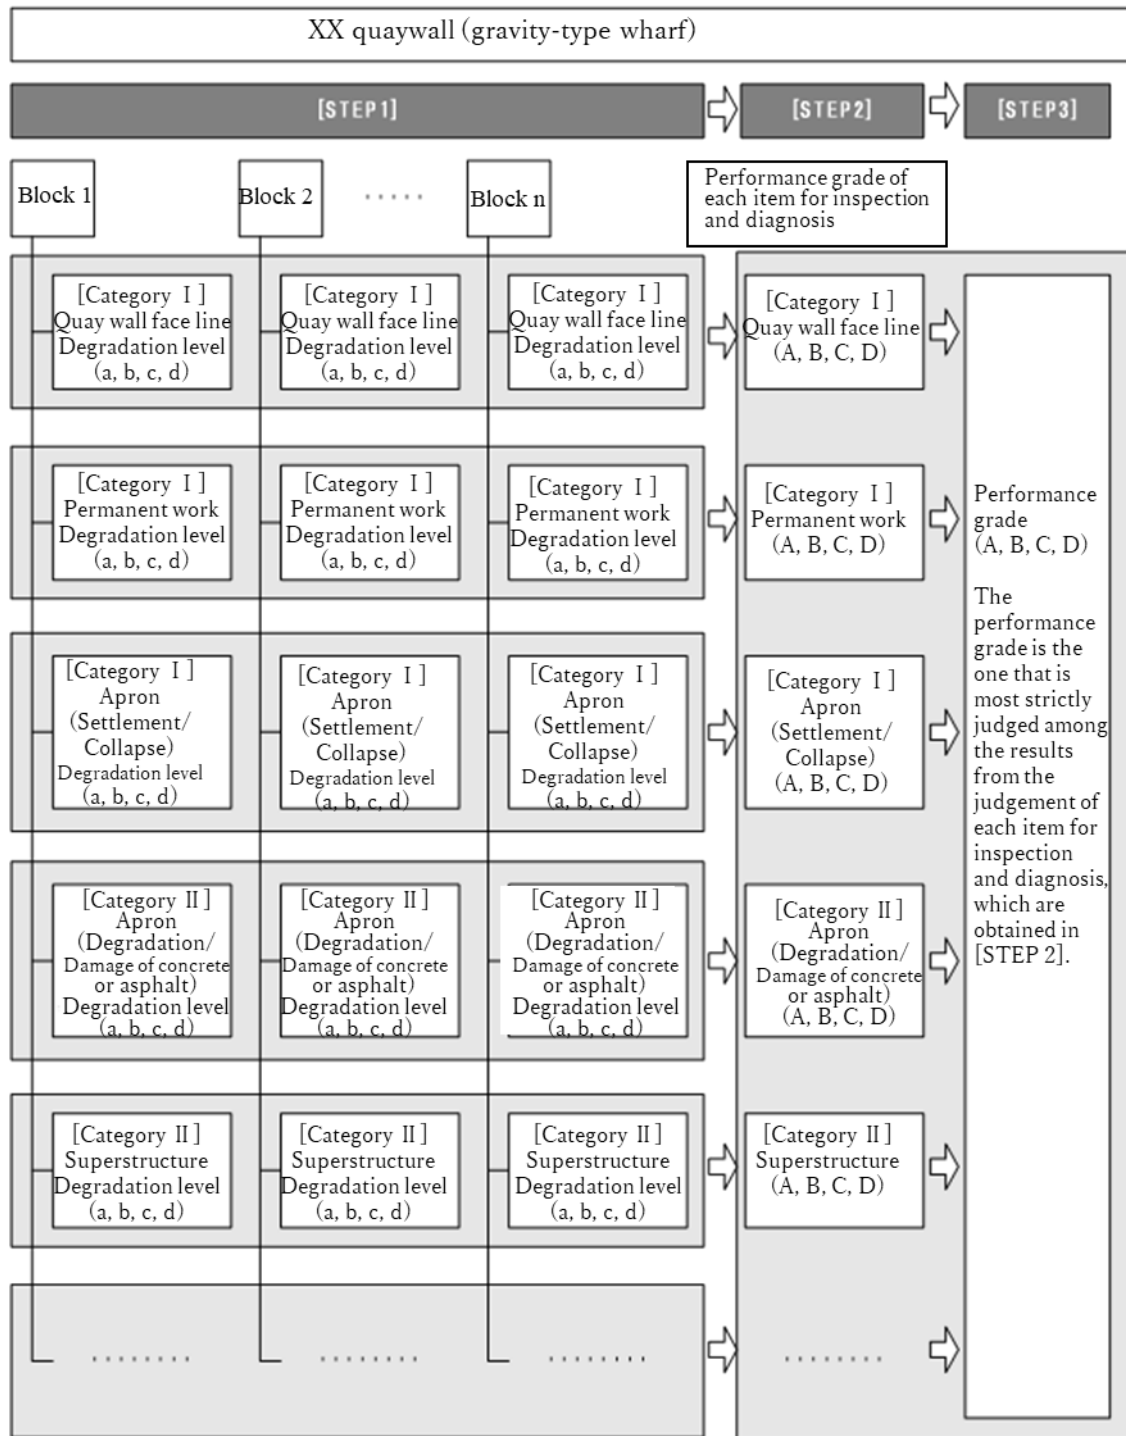 XX quaywall (gravity-type wharf)
[STEP1]
[STEP2]
[STEP3]
Block 1
Block 2
.....
Block n
Performance grade of
each item for inspection
and diagnosis
[Category Ⅰ]
Quay wall face line
Degradation level
(a, b, c, d)
[Category Ⅰ]
Quay wall face line
Degradation level
(a, b, c, d)
[Category Ⅰ]
Quay wall face line
Degradation level
(a, b, c, d)
[Category Ⅰ]
Quay wall face line
(A, B, C, D)
[Category Ⅰ]
Permanent work
Degradation level
(a, b, c, d)
[Category Ⅰ]
Permanent work
Degradation level
(a, b, c, d)
[Category Ⅰ]
Permanent work
Degradation level
(a, b, c, d)
[Category Ⅰ]
Permanent work
(A, B, C, D)
[Category Ⅰ]
Apron
(Settlement/
Collapse)
Degradation level
(a, b, c, d)
[Category Ⅰ]
Apron
(Settlement/
Collapse)
Degradation level
(a, b, c, d)
[Category Ⅰ]
Apron
(Settlement/
Collapse)
Degradation level
(a, b, c, d)
[Category Ⅰ]
Apron
(Settlement/
Collapse)
(A, B, C, D)
[Category Ⅱ]
Apron
(Degradation/
Damage of concrete
or asphalt)
Degradation level
(a, b, c, d)
[Category Ⅱ]
Apron
(Degradation/
Damage of concrete
or asphalt)
Degradation level
(a, b, c, d)
[Category Ⅱ]
Apron
(Degradation/
Damage of concrete
or asphalt)
Degradation level
(a, b, c, d)
[Category Ⅱ]
Apron
(Degradation/
Damage of concrete
or asphalt)
(A, B, C, D)
[Category Ⅱ]
Superstructure
Degradation level
(a, b, c, d)
[Category Ⅱ]
Superstructure
Degradation level
(a, b, c, d)
[Category Ⅱ]
Superstructure
Degradation level
(a, b, c, d)
[Category Ⅱ]
Superstructure
(A, B, C, D)
........
........
........
........
Performance
grade
(A, B, C, D)
The
performance
grade is the
one that is
most strictly
judged among
the results
from the
judgement of
each item for
inspection
and diagnosis,
which are
obtained in
[STEP 2].